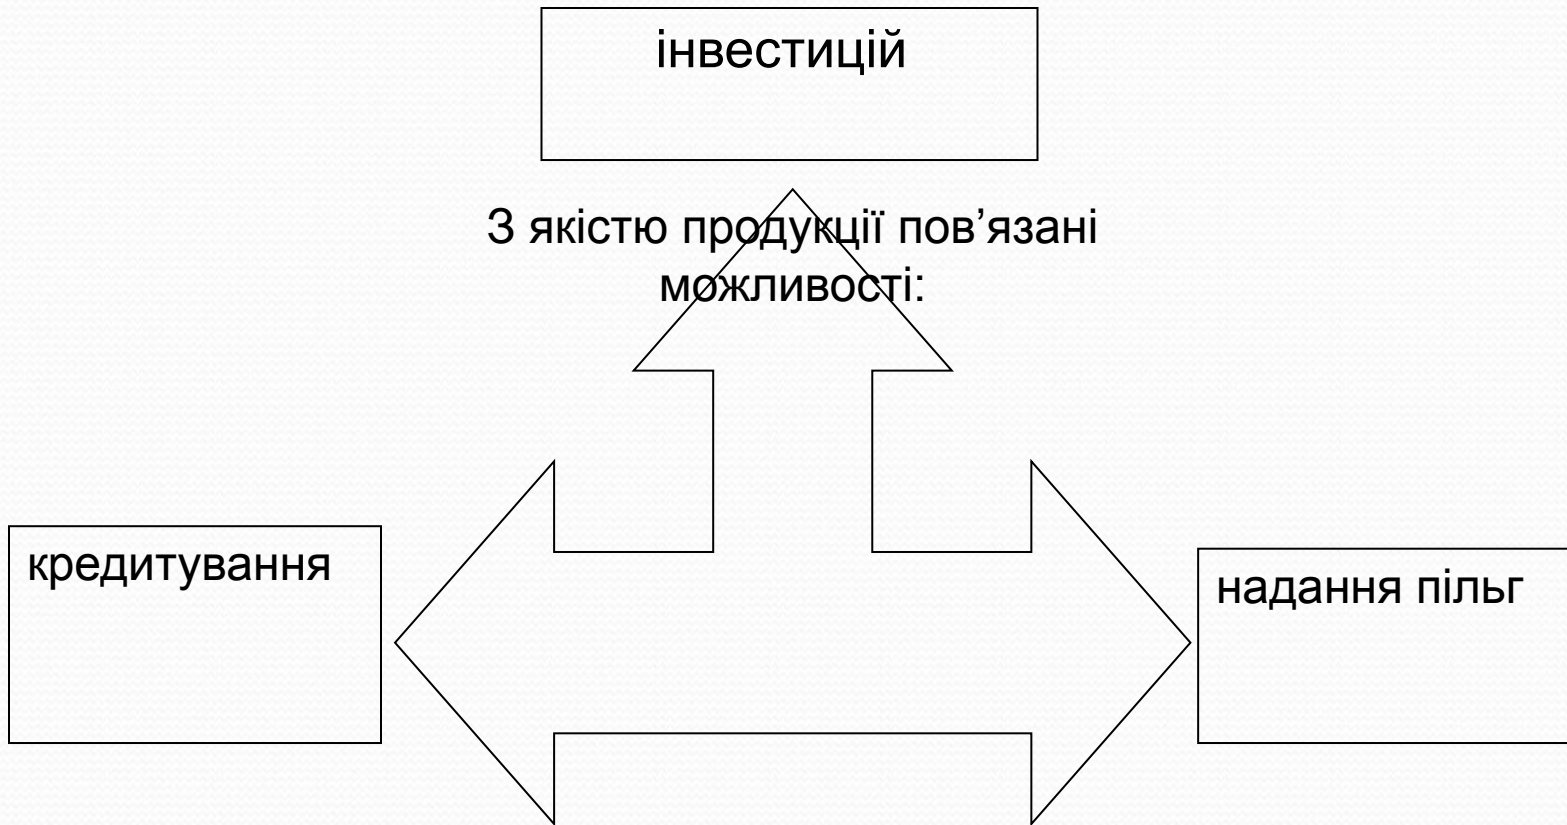 інвестицій
З якістю продукції пов’язані
можливості:
кредитування
надання пільг